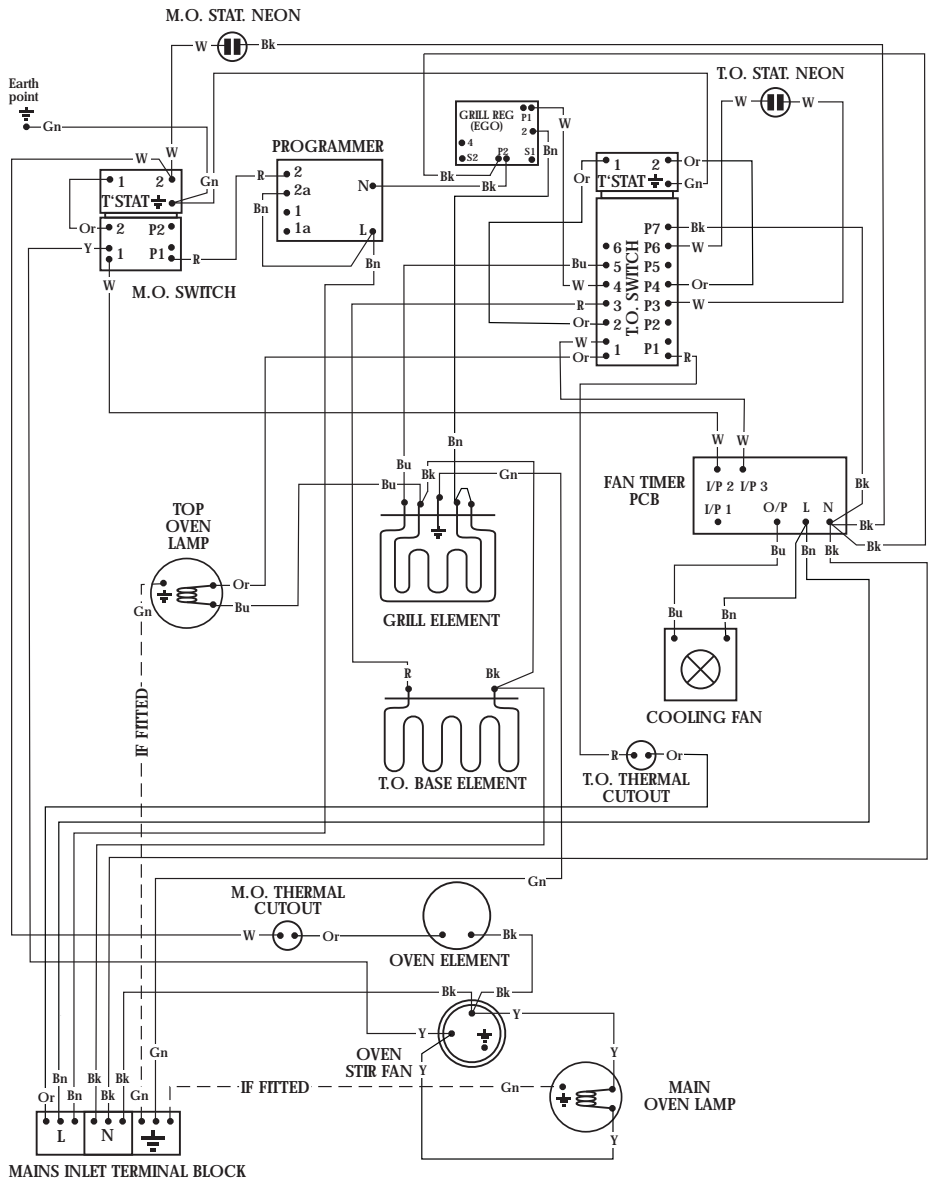 M.O. STAT. NEON
W Bk
T.O. STAT. NEON
W W
Earth
point
Gn
W
W
Gn
PROGRAMMER
R 2
2a
Bn
1
1a
N
L
Bn
Bk
GRILL REG
(EGO)
P1
2
4
S2
P2
S1
W
Bn
Bk
1 2
T'STAT
Or 2 P2
Y 1 P1 R
W
M.O. SWITCH
1 2 Or
T'STAT Gn
Or
P7 Bk
6 P6 W
Bu 5 P5
W 4 P4 Or
R 3 P3 W
Or 2 P2
W
Or 1 P1 R
T.O. SWITCH
W W
FAN TIMER
PCB
I/P 2 I/P 3
I/P 1
O/P L N
Bk
Bk
Bk
Bu Bn Bk
Bu Bn
COOLING FAN
Bn
Bu Bk Gn
Bu
GRILL ELEMENT
TOP
OVEN
LAMP
Or
Bu
Gn
IF FITTED
R Bk
T.O. BASE ELEMENT
R Or
T.O. THERMAL
CUTOUT
Gn
M.O. THERMAL
CUTOUT
W Or
Bk
OVEN ELEMENT
Bk Bk
Y
Y
OVEN
STIR FAN
Y
Y
Gn
MAIN
OVEN LAMP
Y
IF FITTED
Gn
Or Bn Bn Bk Bk Bk Gn
L N
MAINS INLET TERMINAL BLOCK